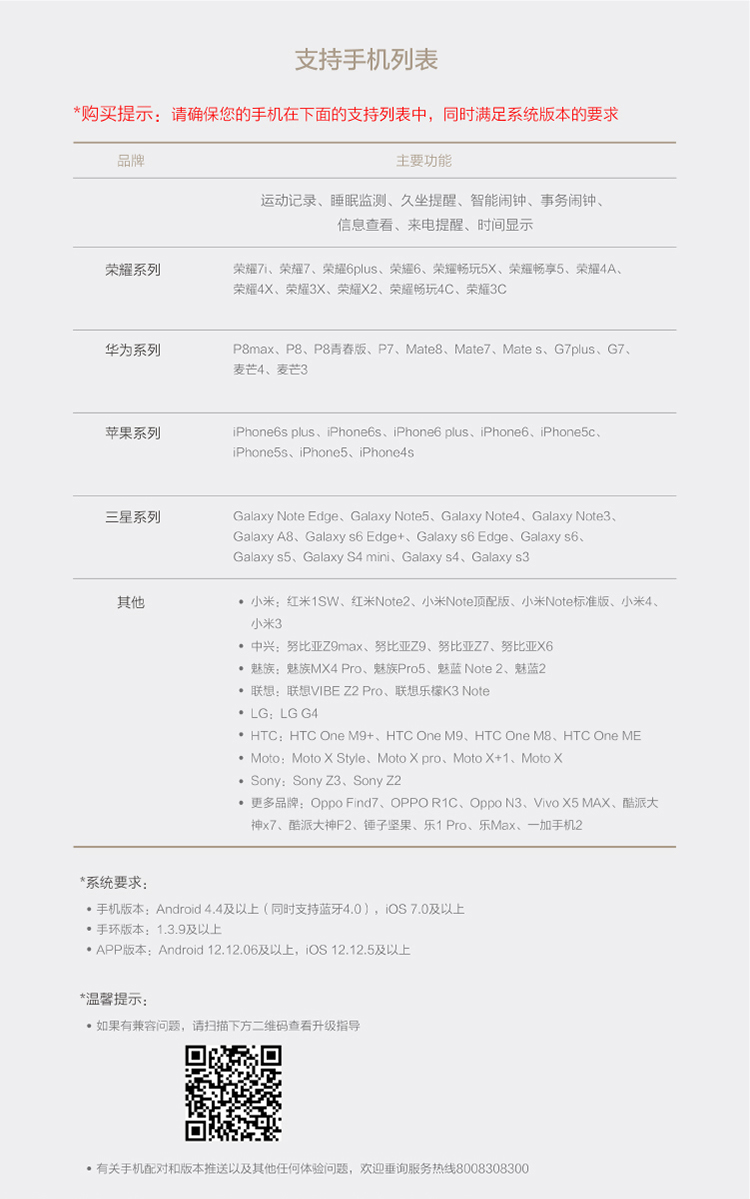 支持手机列表
*购买提示：请确保您的手机在下面的支持列表中，同时满足系统版本的要求
品牌 主要功能
运动记录、睡眠监测、久坐提醒、智能闹钟、事务闹钟、
信息查看、来电提醒、时间显示
荣耀系列 荣耀7i、荣耀7、荣耀6plus、荣耀6、荣耀畅玩5X、荣耀畅享5、荣耀4A、
荣耀4X、荣耀3X、荣耀X2、荣耀畅玩4C、荣耀3C
华为系列 P8max、P8、P8青春版、P7、Mate8、Mate7、Mate s、G7plus、G7、
麦芒4、麦芒3
苹果系列 iPhone6s plus、iPhone6s、iPhone6 plus、iPhone6、iPhone5c、
iPhone5s、iPhone5、iPhone4s
三星系列 Galaxy Note Edge、Galaxy Note5、Galaxy Note4、Galaxy Note3、
Galaxy A8、Galaxy s6 Edge+、Galaxy s6 Edge、Galaxy s6、
Galaxy s5、Galaxy S4 mini、Galaxy s4、Galaxy s3
其他 • 小米：红米1SW、红米Note2、小米Note顶配版、小米Note标准版、小米4、
小米3
• 中兴：努比亚Z9max、努比亚Z9、努比亚Z7、努比亚X6
• 魅族：魅族MX4 Pro、魅族Pro5、魅蓝 Note 2、魅蓝2
• 联想：联想VIBE Z2 Pro、联想乐檬K3 Note
• LG：LG G4
• HTC：HTC One M9+、HTC One M9、HTC One M8、HTC One ME
• Moto：Moto X Style、Moto X pro、Moto X+1、Moto X
• Sony：Sony Z3、Sony Z2
• 更多品牌：Oppo Find7、OPPO R1C、Oppo N3、Vivo X5 MAX、酷派大
神x7、酷派大神F2、锤子坚果、乐1 Pro、乐Max、一加手机2
*系统要求：
• 手机版本：Android 4.4及以上（同时支持蓝牙4.0），iOS 7.0及以上
• 手环版本：1.3.9及以上
• APP版本：Android 12.12.06及以上，iOS 12.12.5及以上
*温馨提示：
• 如果有兼容问题，请扫描下方二维码查看升级指导
• 有关手机配对和版本推送以及其他任何体验问题，欢迎垂询服务热线8008308300